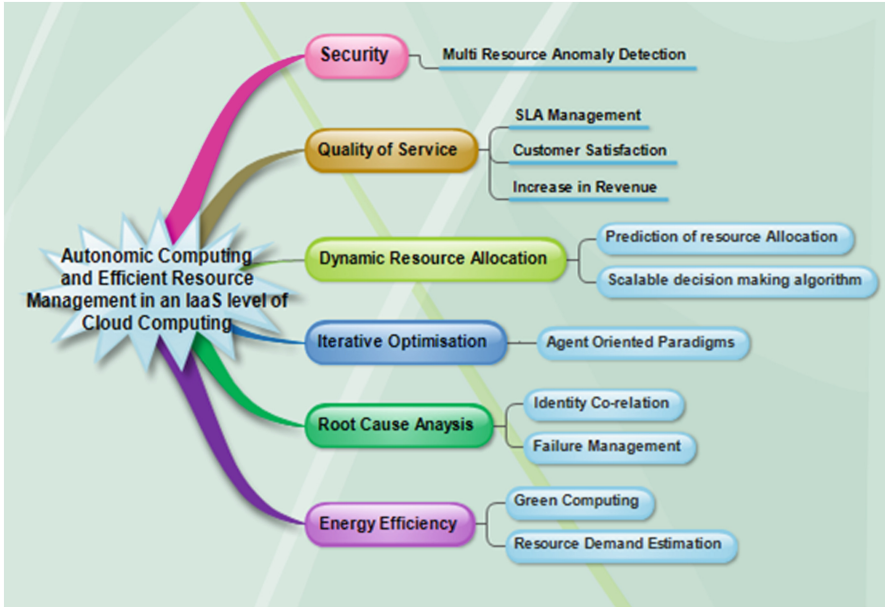 Security
Multi Resource Anomaly Detection
Quality of Service
SLA Management
Customer Satisfaction
Increase in Revenue
Autonomic Computing
and Efficient Resource
Management in an IaaS level of
Cloud Computing
Dynamic Resource Allocation
Prediction of resource Allocation
Scalable decision making algorithm
Iterative Optimisation
Agent Oriented Paradigms
Root Cause Anaysis
Identity Co-relation
Failure Management
Energy Efficiency
Green Computing
Resource Demand Estimation